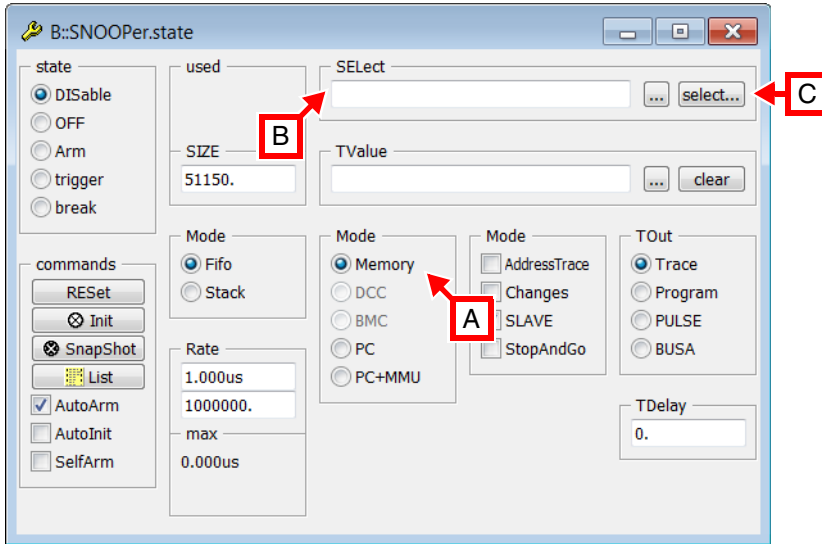 B::SNOOPer.state
state
DISable
OFF
Arm
trigger
break
used
SIZE
51150.
SELect
...
select...
C
B
TValue
...
clear
commands
RESet
Init
SnapShot
List
AutoArm
AutoInit
SelfArm
Mode
Fifo
Stack
Rate
1.000us
1000000.
max
0.000us
Mode
Memory
DCC
BMC
PC
PC+MMU
A
Mode
AddressTrace
Changes
SLAVE
StopAndGo
TOut
Trace
Program
PULSE
BUSA
TDelay
0.